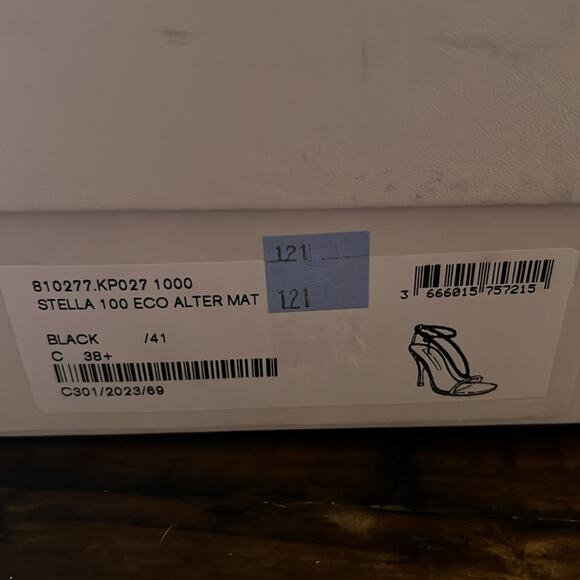 121
121
810277.KP027 1000
STELLA 100 ECO ALTER MAT
BLACK /41
C 38+
C301/2023/69
3 666015 757215